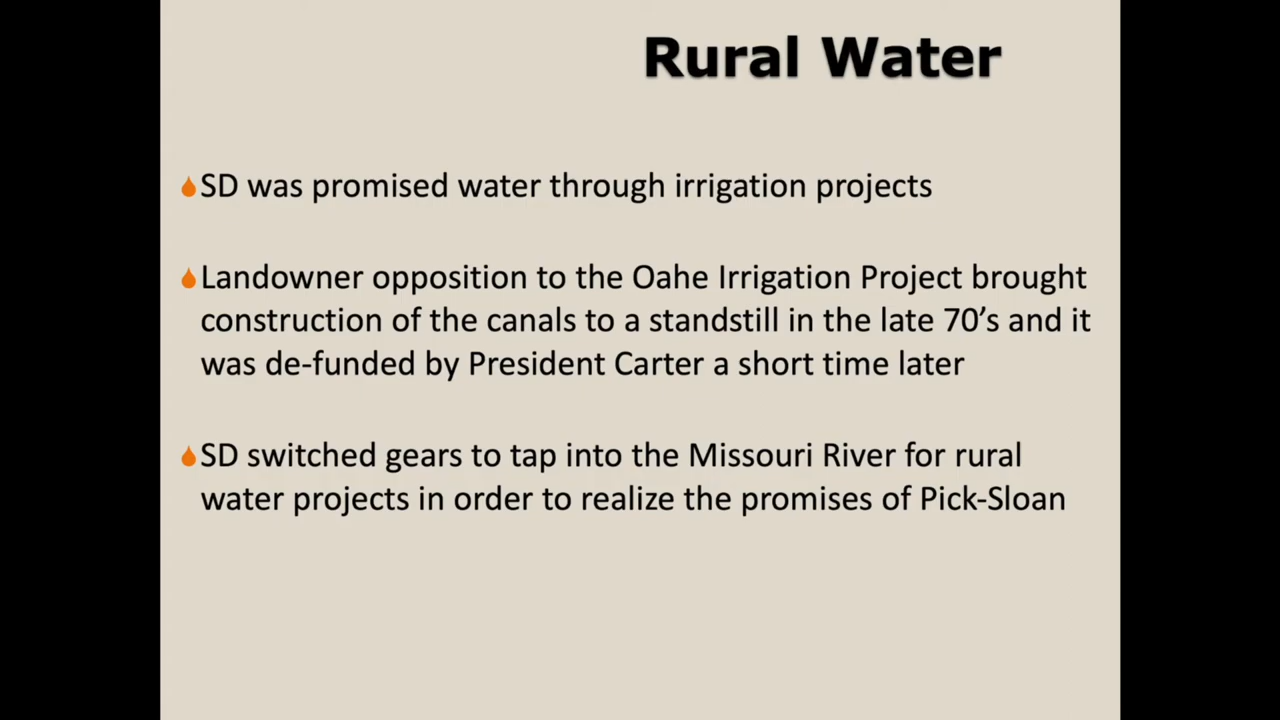 Rural Water
SD was promised water through irrigation projects
Landowner opposition to the Oahe Irrigation Project brought
construction of the canals to a standstill in the late 70’s and it
was de-funded by President Carter a short time later
SD switched gears to tap into the Missouri River for rural
water projects in order to realize the promises of Pick-Sloan